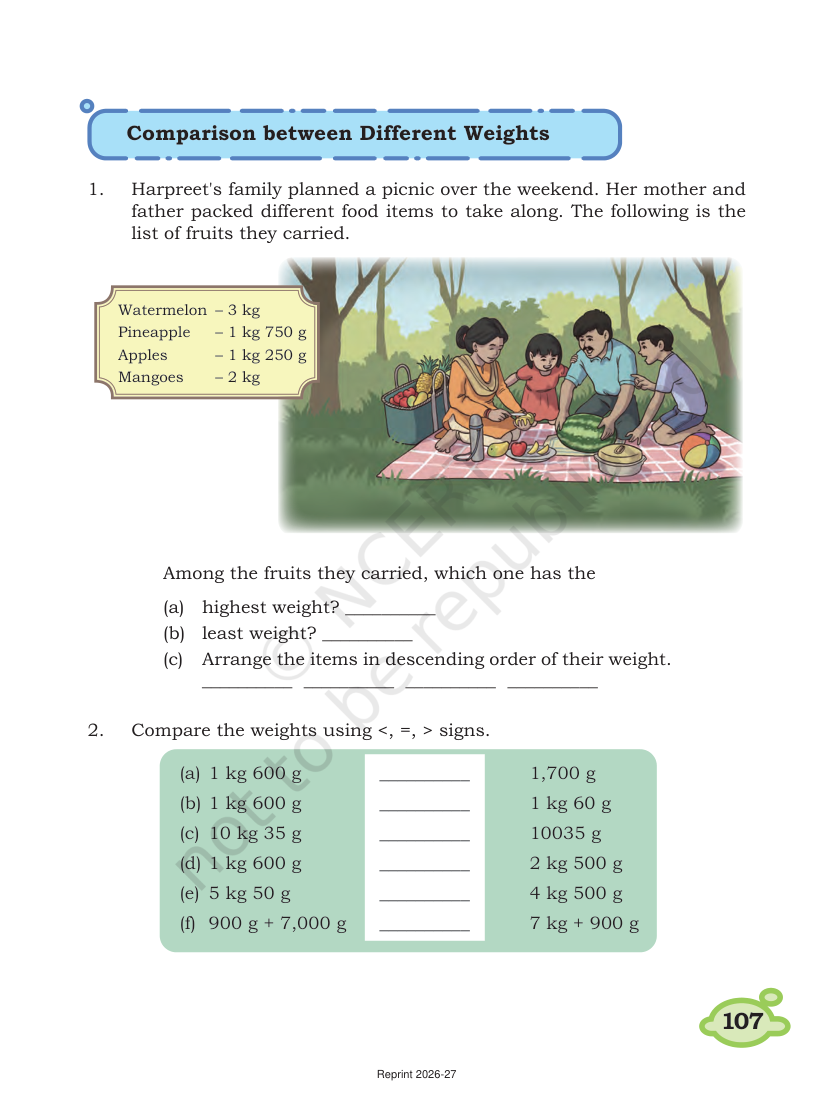 Comparison between Different Weights
1. Harpreet's family planned a picnic over the weekend. Her mother and
father packed different food items to take along. The following is the
list of fruits they carried.
Watermelon – 3 kg
Pineapple – 1 kg 750 g
Apples – 1 kg 250 g
Mangoes – 2 kg
Among the fruits they carried, which one has the
(a) highest weight? __________
(b) least weight? __________
(c) Arrange the items in descending order of their weight.
__________ __________ __________ __________
2. Compare the weights using <, =, > signs.
(a) 1 kg 600 g __________ 1,700 g
(b) 1 kg 600 g __________ 1 kg 60 g
(c) 10 kg 35 g __________ 10035 g
(d) 1 kg 600 g __________ 2 kg 500 g
(e) 5 kg 50 g __________ 4 kg 500 g
(f) 900 g + 7,000 g __________ 7 kg + 900 g
© NCERT
not to be republi
107
Reprint 2026-27